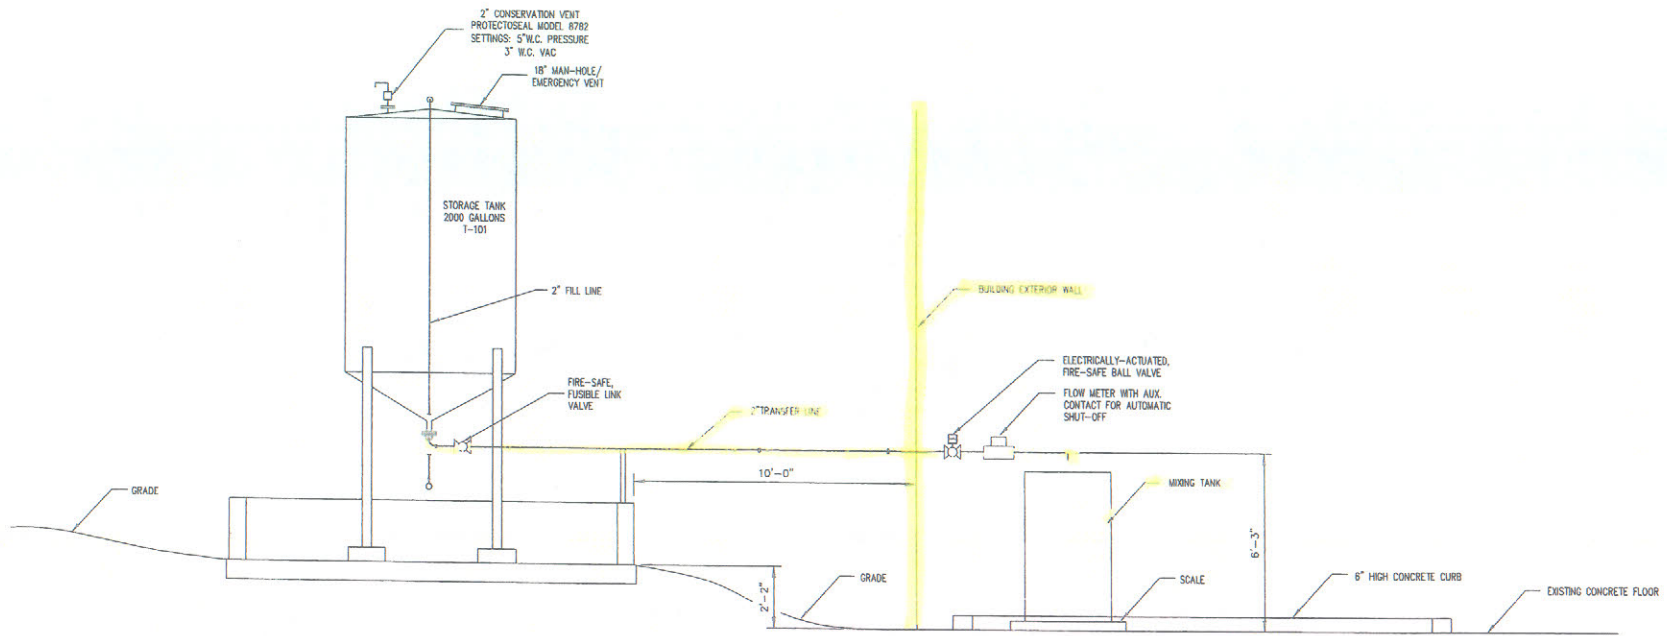 2" CONSERVATION VENT
PROTECTOSEAL MODEL 8782
SETTINGS: 5"W.C. PRESSURE
3" W.C. VAC
18" MAN-HOLE/
EMERGENCY VENT
STORAGE TANK
2000 GALLONS
T-101
2" FILL LINE
BUILDING EXTERIOR WALL
FIRE-SAFE,
FUSIBLE LINK
VALVE
2"TRANSFER LINE
ELECTRICALLY-ACTUATED,
FIRE-SAFE BALL VALVE
FLOW METER WITH AUX.
CONTACT FOR AUTOMATIC
SHUT-OFF
10'-0"
MIXING TANK
GRADE
6'-3"
2'-2"
GRADE
SCALE
6" HIGH CONCRETE CURB
EXISTING CONCRETE FLOOR